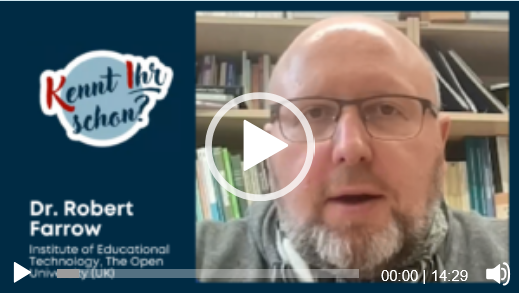 Kennt Ihr
schon?
Dr. Robert
Farrow
Institute of Educational
Technology, The Open
University (UK)
00:00 | 14:29